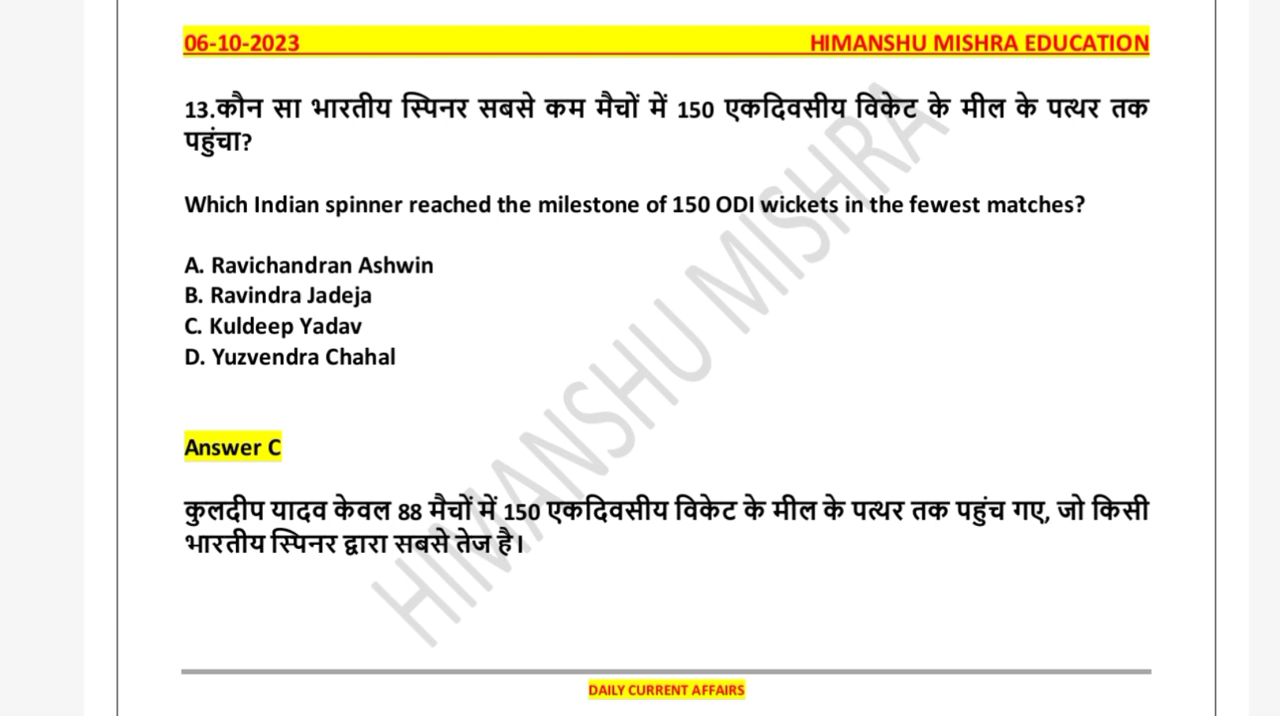 06-10-2023 HIMANSHU MISHRA EDUCATION
13.कौन सा भारतीय स्पिनर सबसे कम मैचों में 150 एकदिवसीय विकेट के मील के पत्थर तक
पहुंचा?
Which Indian spinner reached the milestone of 150 ODI wickets in the fewest matches?
A. Ravichandran Ashwin
B. Ravindra Jadeja
C. Kuldeep Yadav
D. Yuzvendra Chahal
Answer C
कुलदीप यादव केवल 88 मैचों में 150 एकदिवसीय विकेट के मील के पत्थर तक पहुंच गए, जो किसी
भारतीय स्पिनर द्वारा सबसे तेज है।
HIMANSHU MISHRA
DAILY CURRENT AFFAIRS